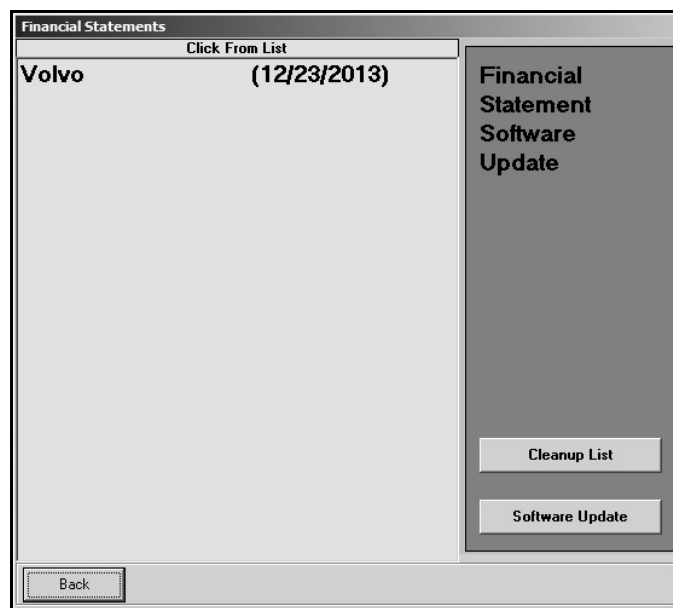 Financial Statements
Click From List
Volvo (12/23/2013)
Financial
Statement
Software
Update
Cleanup List
Software Update
Back